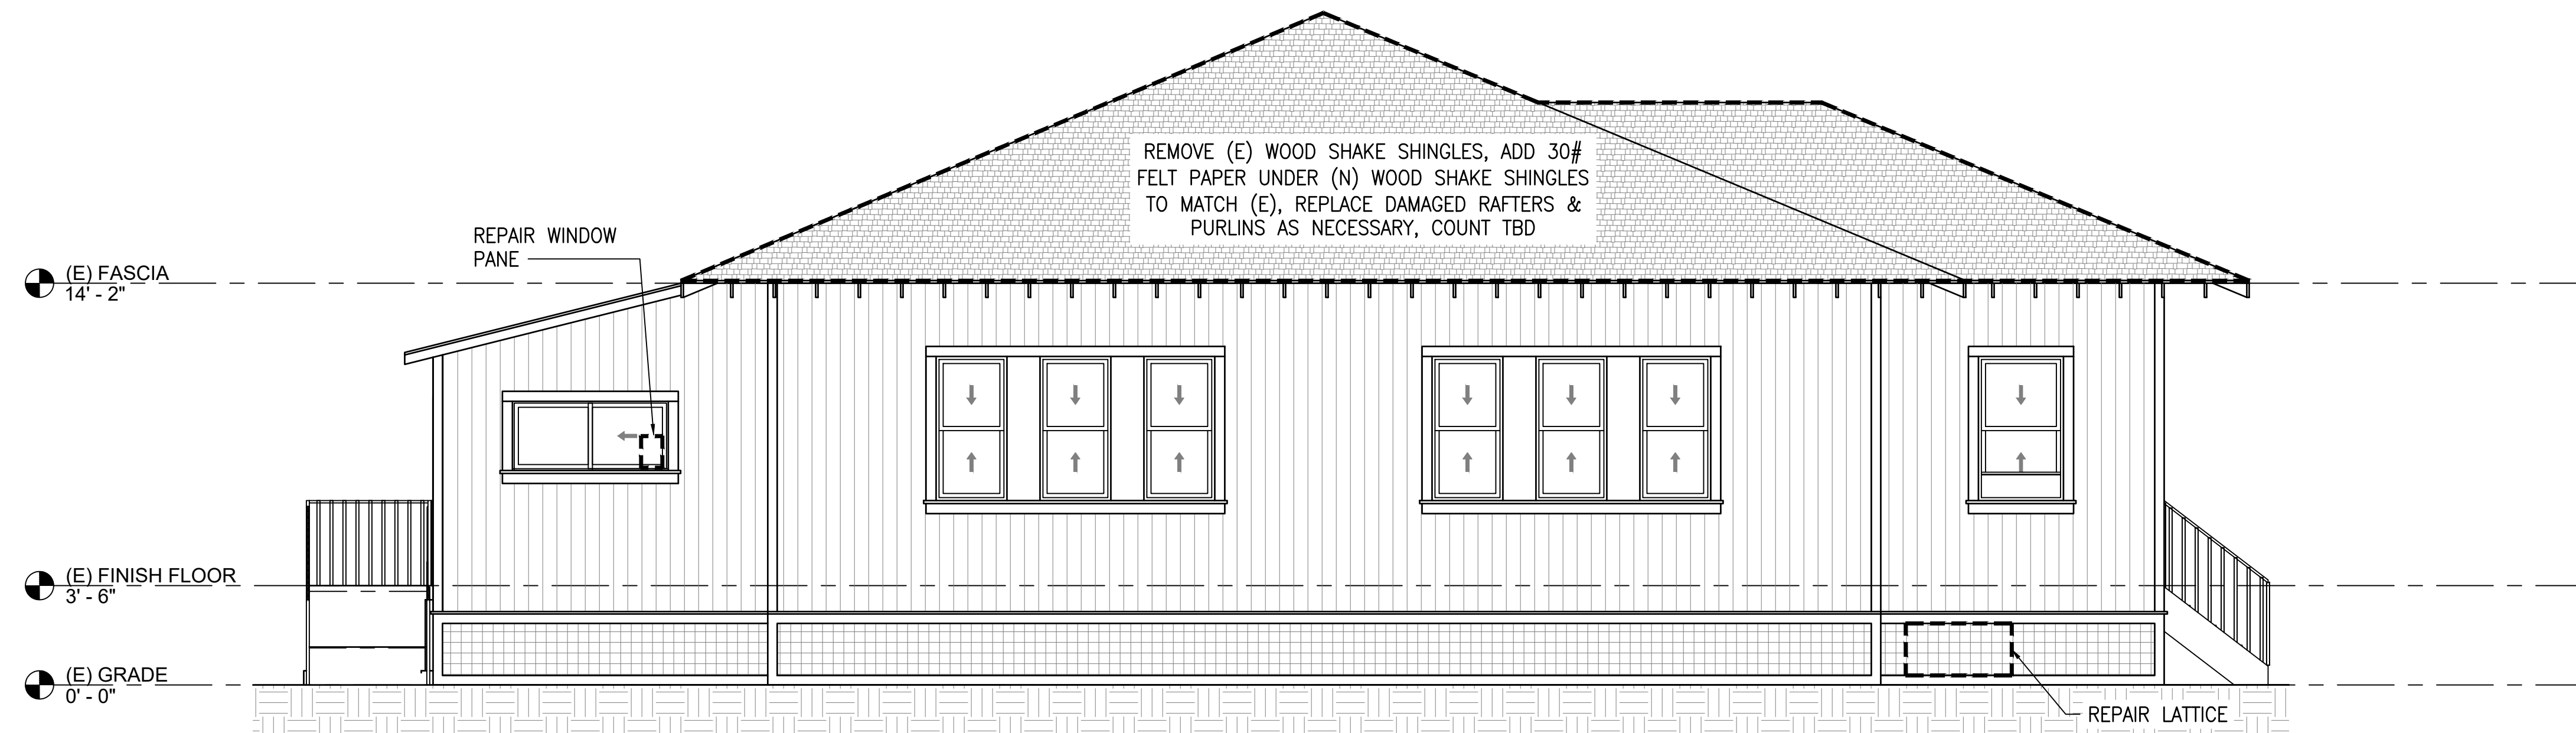 REMOVE (E) WOOD SHAKE SHINGLES, ADD 30#
FELT PAPER UNDER (N) WOOD SHAKE SHINGLES
TO MATCH (E), REPLACE DAMAGED RAFTERS &
PURLINS AS NECESSARY, COUNT TBD
REPAIR WINDOW
PANE
(E) FASCIA
14' - 2"
(E) FINISH FLOOR
3' - 6"
(E) GRADE
0' - 0"
REPAIR LATTICE